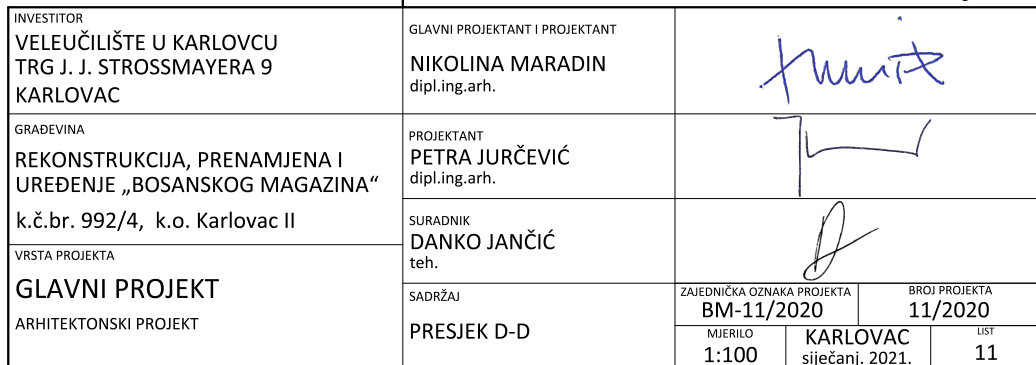 INVESTITOR
VELEUČILIŠTE U KARLOVCU
TRG J. J. STROSSMAYERA 9
KARLOVAC
GRAĐEVINA
REKONSTRUKCIJA, PRENAMJENA I
UREĐENJE „BOSANSKOG MAGAZINA“
k.č.br. 992/4, k.o. Karlovac II
VRSTA PROJEKTA
GLAVNI PROJEKT
ARHITEKTONSKI PROJEKT
GLAVNI PROJEKTANT I PROJEKTANT
NIKOLINA MARADIN
dipl.ing.arh.
PROJEKTANT
PETRA JURČEVIĆ
dipl.ing.arh.
SURADNIK
DANKO JANČIĆ
teh.
SADRŽAJ
PRESJEK D-D
ZAJEDNIČKA OZNAKA PROJEKTA
BM-11/2020
BROJ PROJEKTA
11/2020
MJERILO
1:100
KARLOVAC
siječanj. 2021.
LIST
11